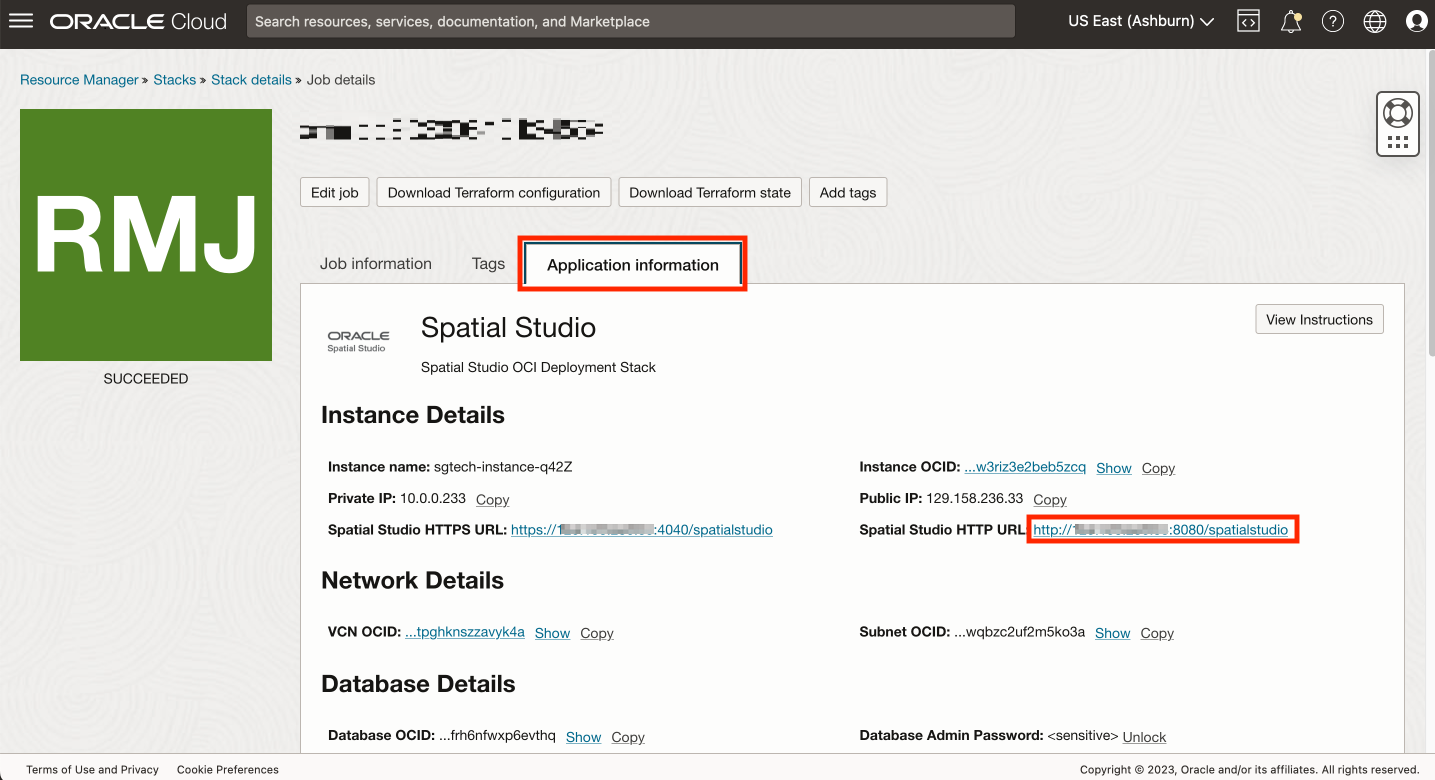 ORACLE Cloud
Search resources, services, documentation, and Marketplace
US East (Ashburn)
Resource Manager » Stacks » Stack details » Job details
RMJ
SUCCEEDED
Edit job
Download Terraform configuration
Download Terraform state
Add tags
Job information
Tags
Application information
ORACLE
Spatial Studio
Spatial Studio
View Instructions
Spatial Studio OCI Deployment Stack
Instance Details
Instance name: sgtech-instance-q42Z
Instance OCID: ...w3riz3e2beb5zcq Show Copy
Private IP: 10.0.0.233 Copy
Public IP: 129.158.236.33 Copy
Spatial Studio HTTPS URL: https://1 :4040/spatialstudio
Spatial Studio HTTP URL: http://1 :8080/spatialstudio
Network Details
VCN OCID: ...tpghknszzavyk4a Show Copy
Subnet OCID: ...wqbzc2uf2m5ko3a Show Copy
Database Details
Database OCID: ...frh6nfwxp6evthq Show Copy
Database Admin Password: <sensitive> Unlock
Terms of Use and Privacy
Cookie Preferences
Copyright © 2023, Oracle and/or its affiliates. All rights reserved.